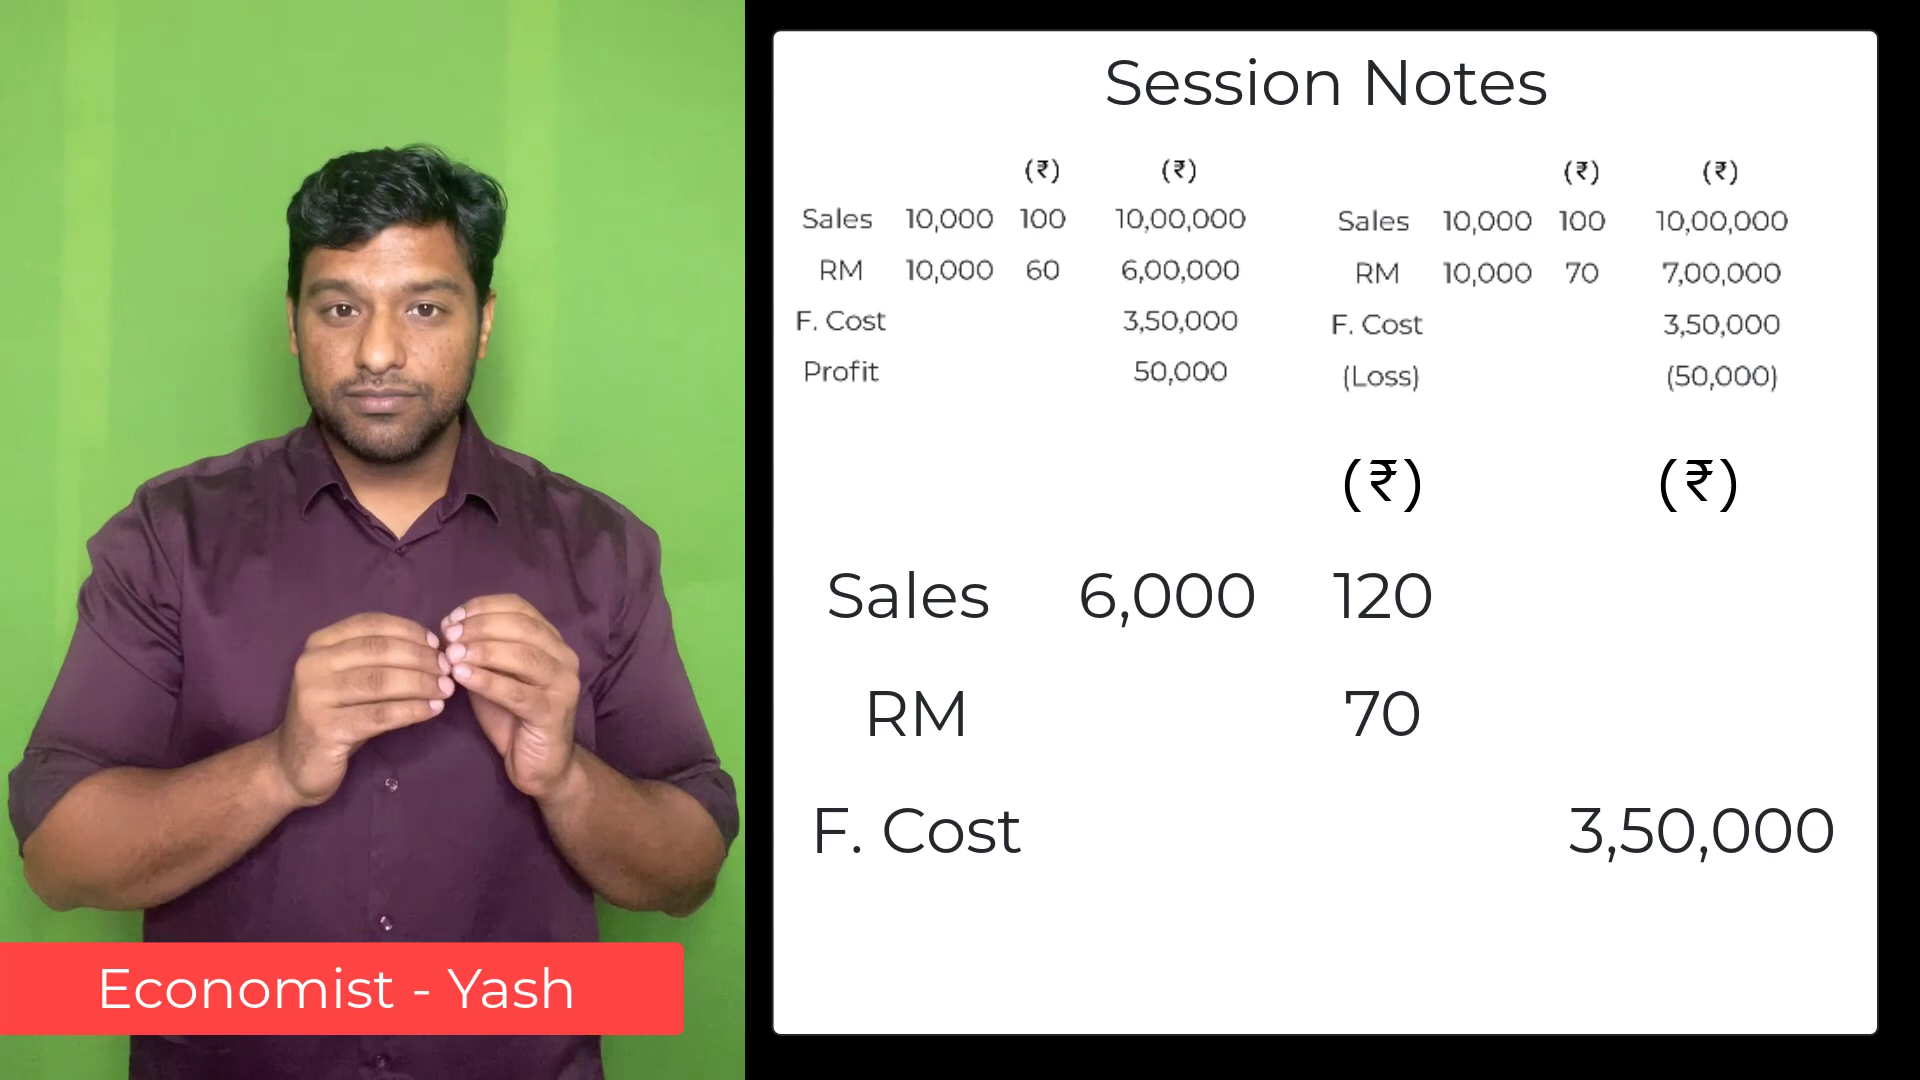 Session Notes
(₹) (₹)
Sales 10,000 100 10,00,000
RM 10,000 60 6,00,000
F. Cost 3,50,000
Profit 50,000
(₹) (₹)
Sales 10,000 100 10,00,000
RM 10,000 70 7,00,000
F. Cost 3,50,000
(Loss) (50,000)
(₹) (₹)
Sales 6,000 120
RM 70
F. Cost 3,50,000
Economist - Yash